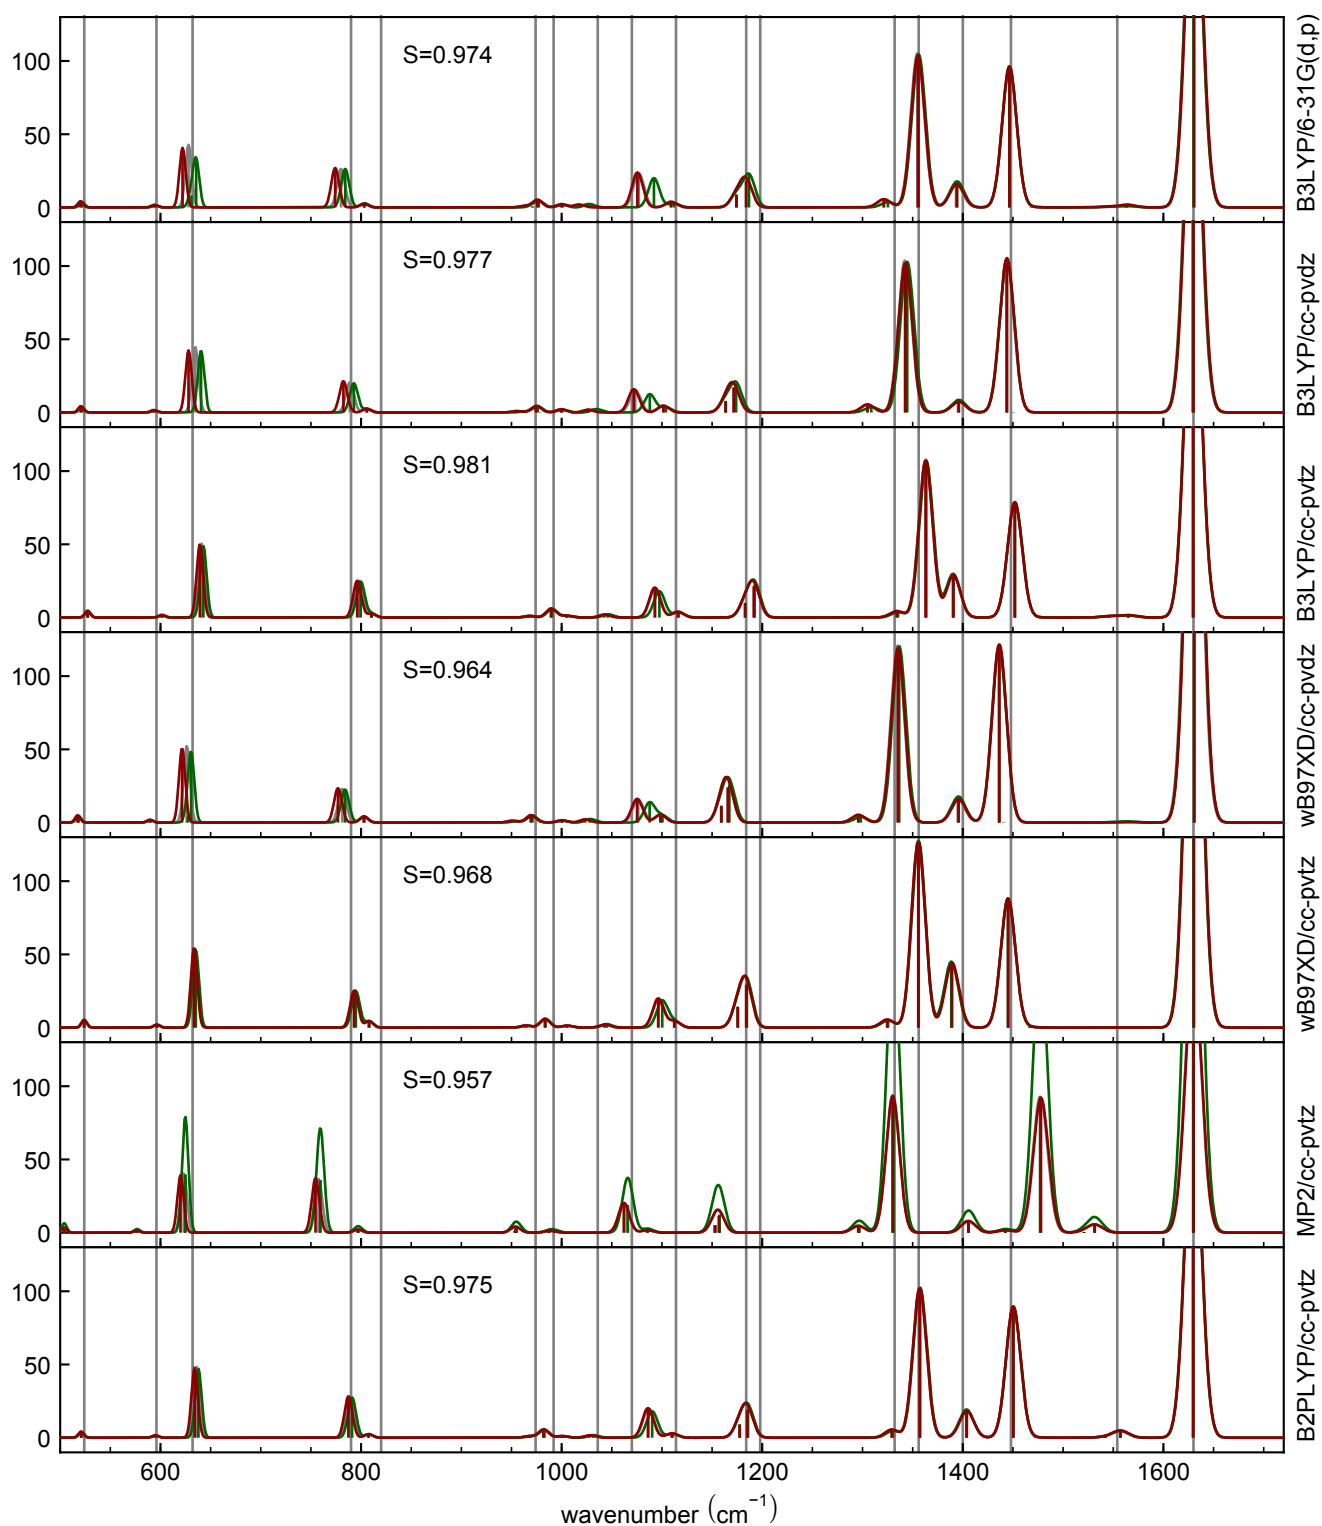 100
50
0
S=0.974
B3LYP/6-31G(d,p)
100
50
0
S=0.977
B3LYP/cc-pvdz
100
50
0
S=0.981
B3LYP/cc-pvtz
100
50
0
S=0.964
wB97XD/cc-pvdz
100
50
0
S=0.968
wB97XD/cc-pvtz
100
50
0
S=0.957
MP2/cc-pvtz
100
50
0
S=0.975
B2PLYP/cc-pvtz
600 800 1000 1200 1400 1600
wavenumber (cm⁻¹)